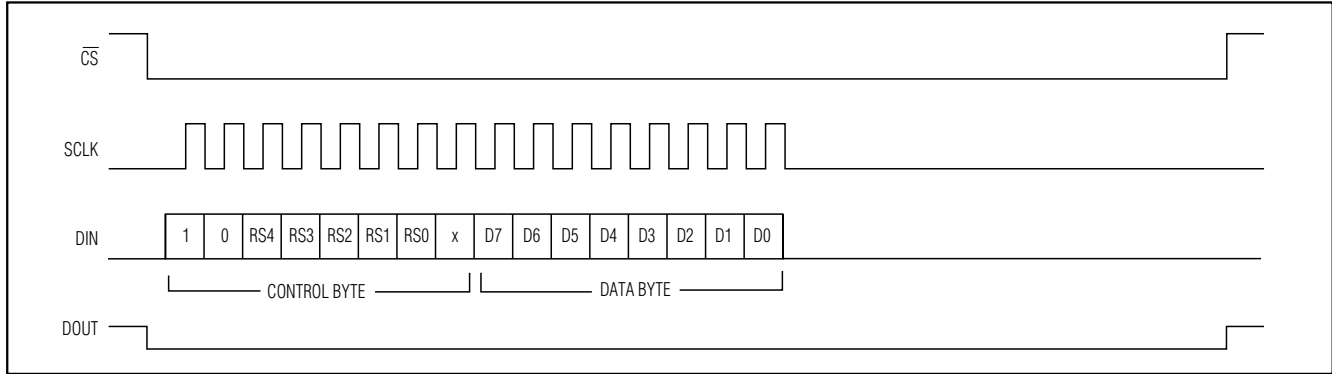 C̅S̅
SCLK
DIN 1 0 RS4 RS3 RS2 RS1 RS0 x D7 D6 D5 D4 D3 D2 D1 D0
CONTROL BYTE DATA BYTE
DOUT